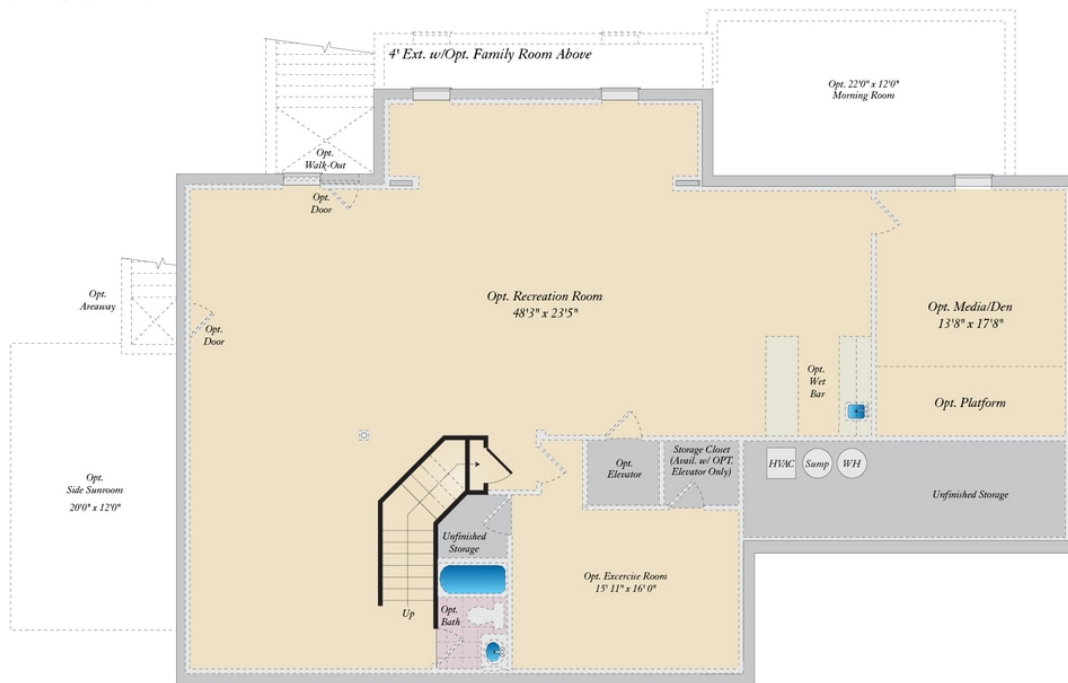 4' Ext. w/Opt. Family Room Above
Opt. 22'0" x 12'0"
Morning Room
Opt.
Walk-Out
Opt.
Door
Opt.
Areaway
Opt.
Door
Opt. Recreation Room
48'3" x 23'5"
Opt. Media/Den
13'8" x 17'8"
Opt.
Wet
Bar
Opt. Platform
Opt.
Side Sunroom
20'0" x 12'0"
Opt.
Elevator
Storage Closet
(Avail. w/ OPT.
Elevator Only)
HVAC
Sump
WH
Unfinished Storage
Unfinished
Storage
Opt. Excercise Room
15' 11" x 16' 0"
Up
Opt.
Bath